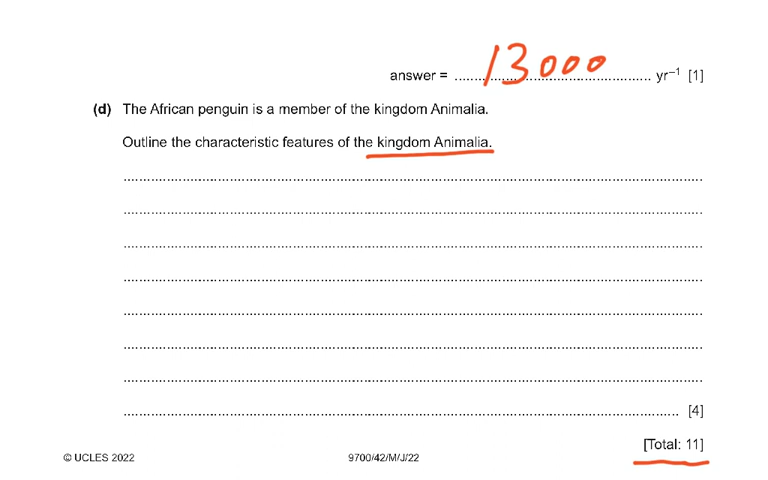 answer = 13000 yr⁻¹ [1]
(d) The African penguin is a member of the kingdom Animalia.
Outline the characteristic features of the kingdom Animalia.
[4]
[Total: 11]
© UCLES 2022 9700/42/M/J/22